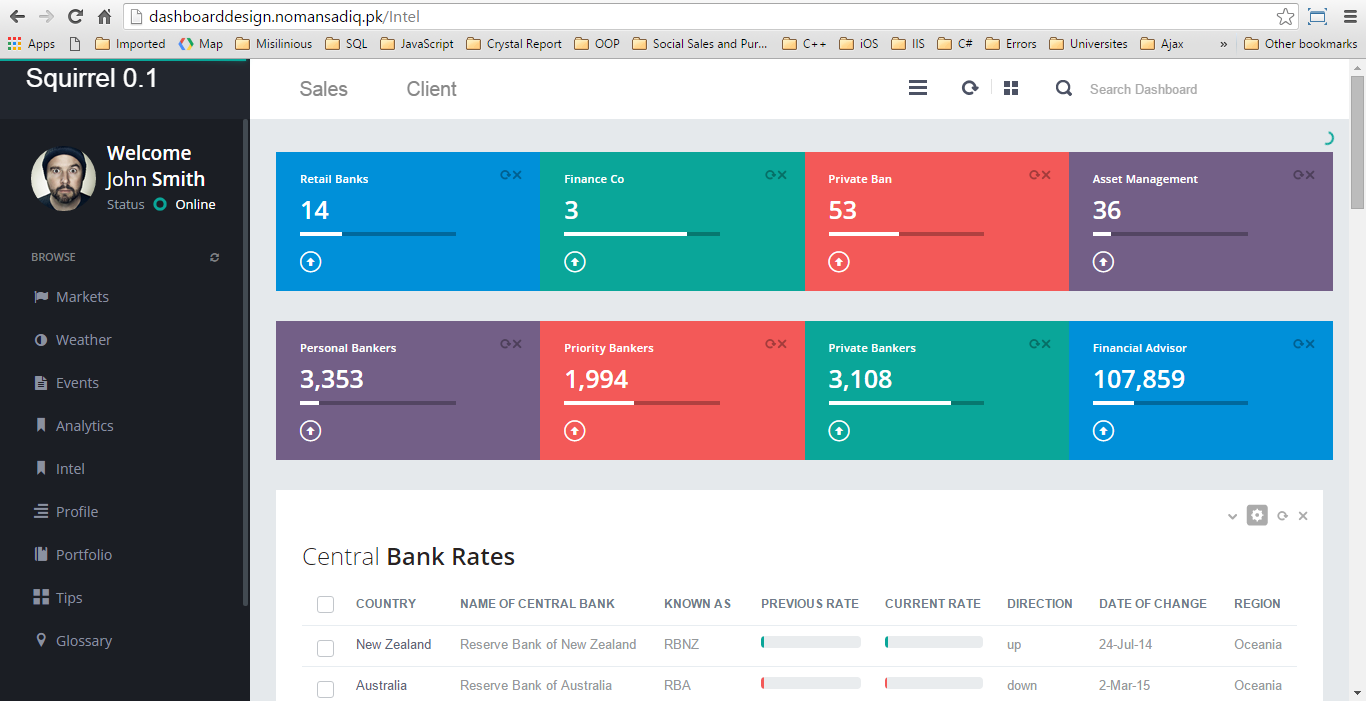 dashboarddesign.nomansadiq.pk/Intel
Apps Imported Map Misilinious SQL JavaScript Crystal Report OOP Social Sales and Pur... C++ iOS IIS C# Errors Universites Ajax » Other bookmarks
Squirrel 0.1
Sales Client Search Dashboard
Welcome
John Smith
Status Online
BROWSE
Markets
Weather
Events
Analytics
Intel
Profile
Portfolio
Tips
Glossary
Retail Banks Finance Co Private Ban Asset Management
14 3 53 36
Personal Bankers Priority Bankers Private Bankers Financial Advisor
3,353 1,994 3,108 107,859
Central Bank Rates
COUNTRY NAME OF CENTRAL BANK KNOWN AS PREVIOUS RATE CURRENT RATE DIRECTION DATE OF CHANGE REGION
New Zealand Reserve Bank of New Zealand RBNZ up 24-Jul-14 Oceania
Australia Reserve Bank of Australia RBA down 2-Mar-15 Oceania